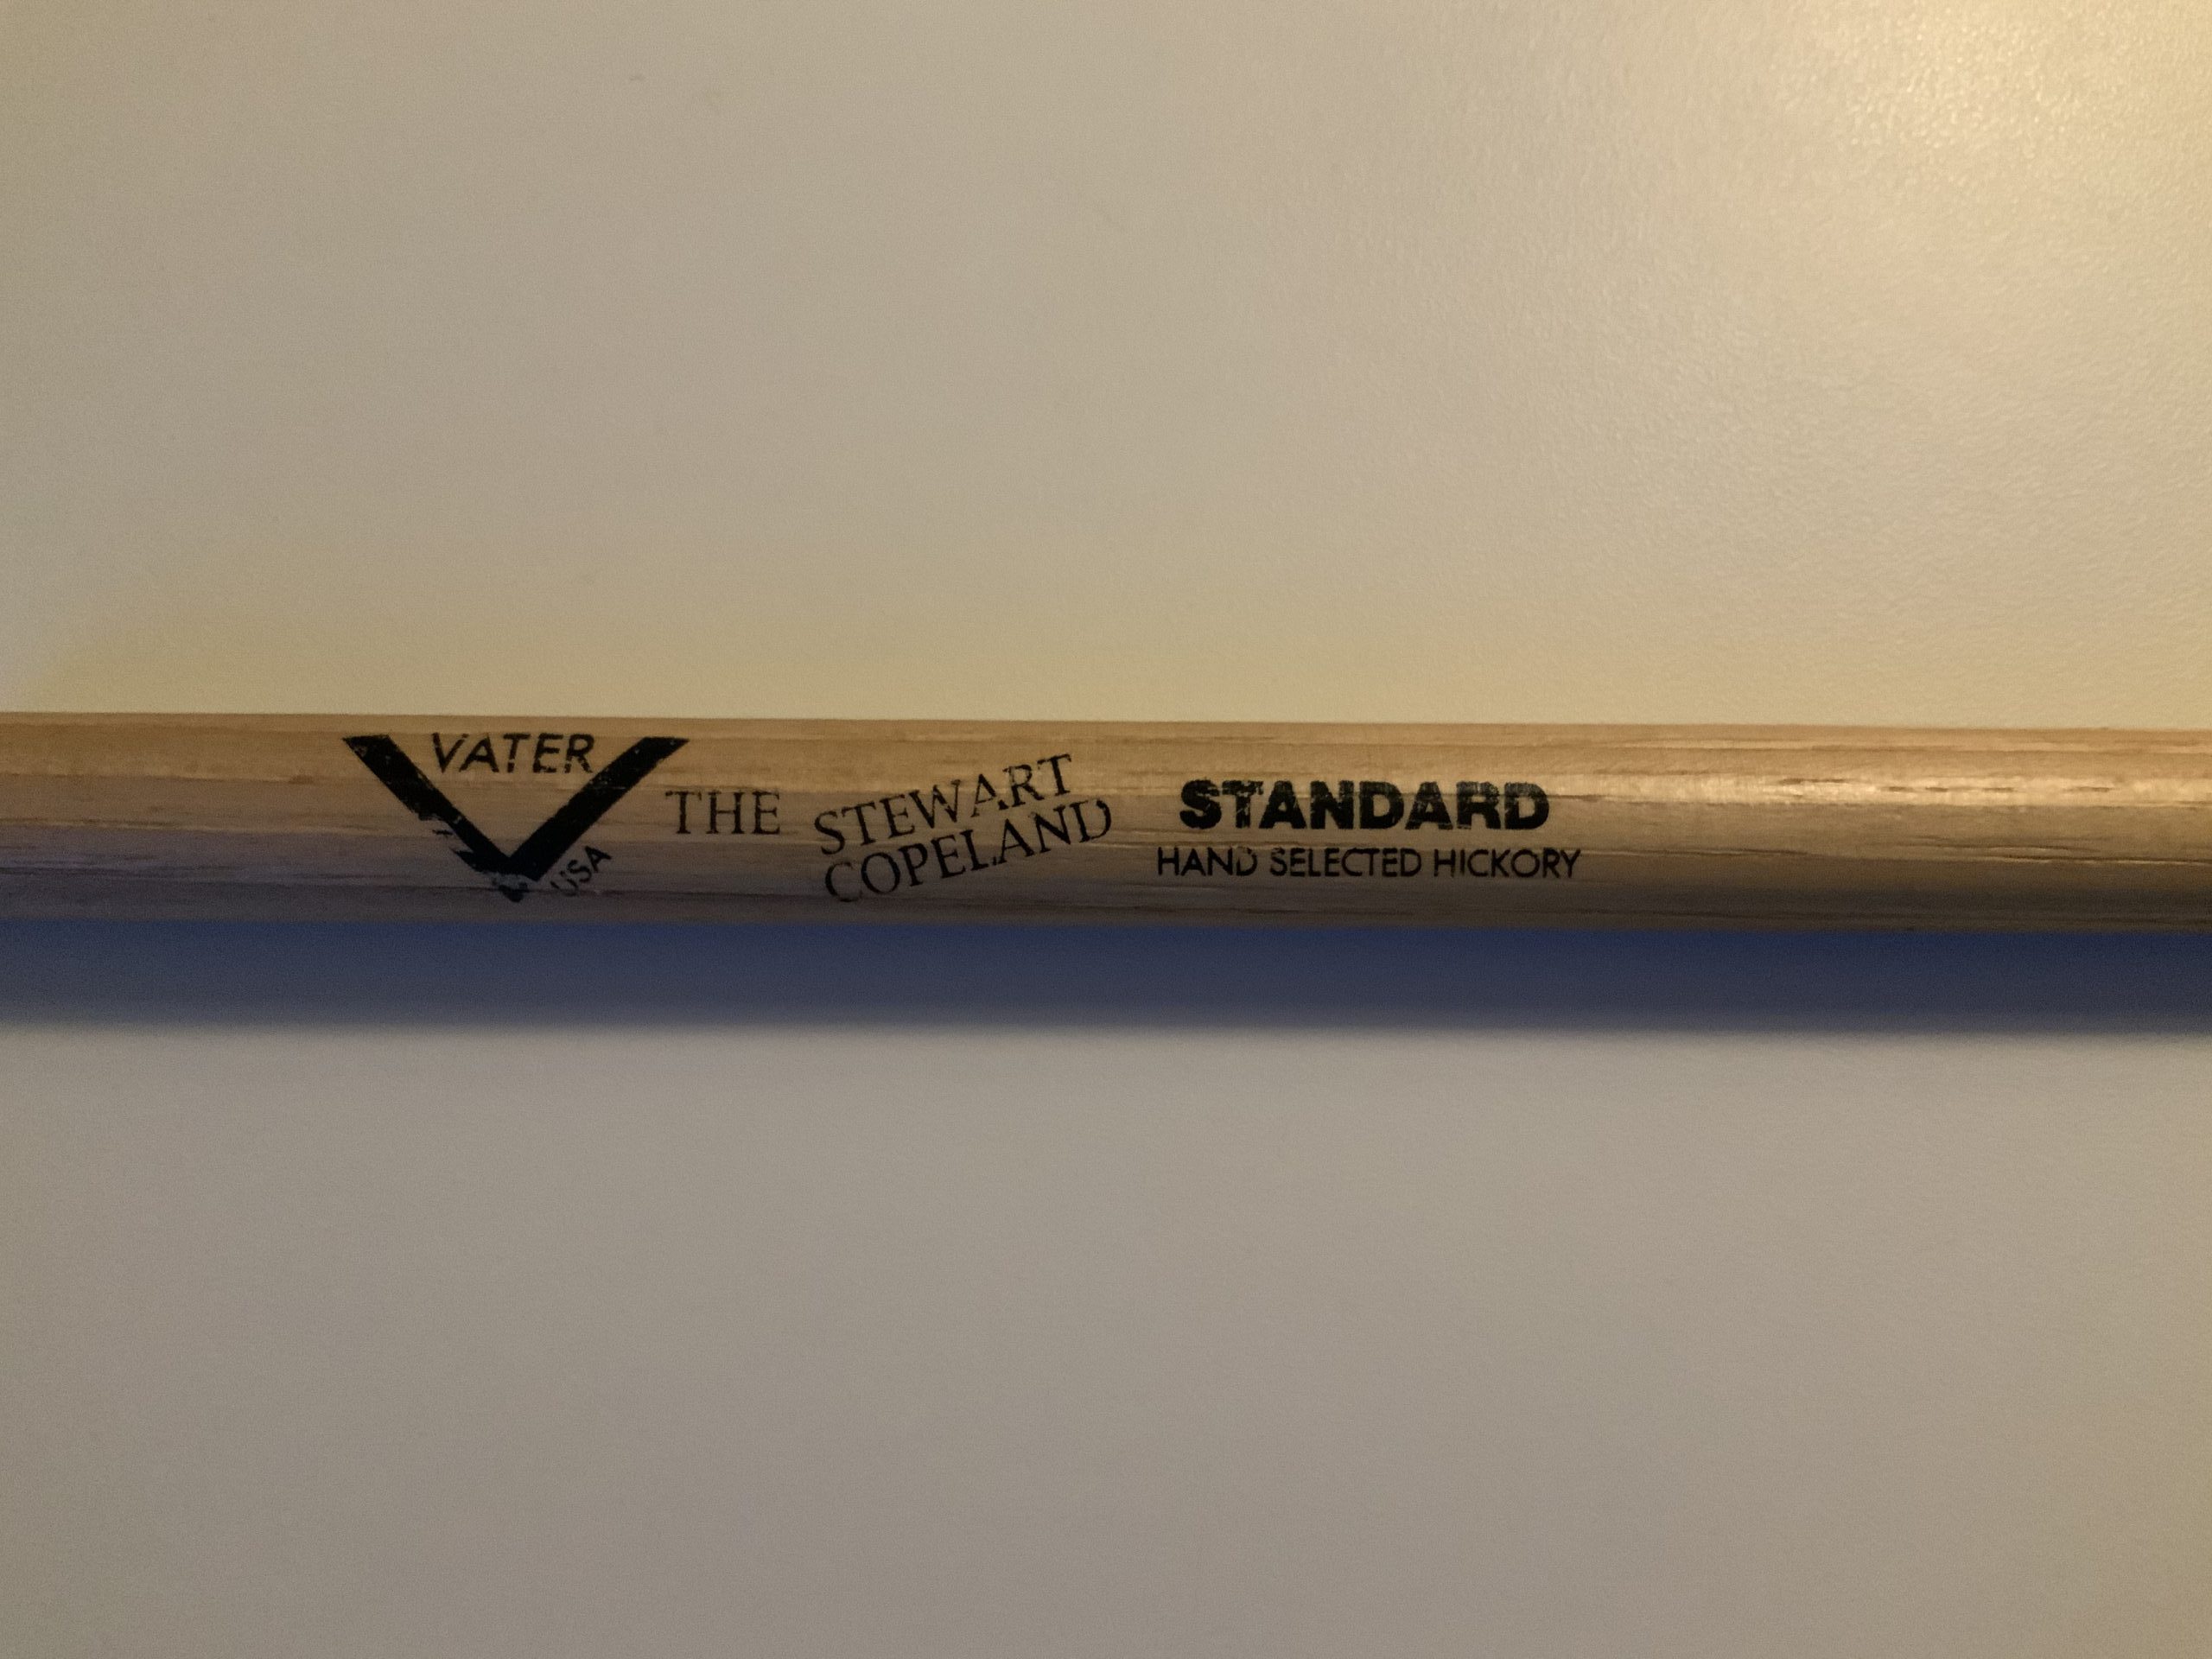 VATER
USA
THE
STEWART
COPELAND
STANDARD
HAND SELECTED HICKORY